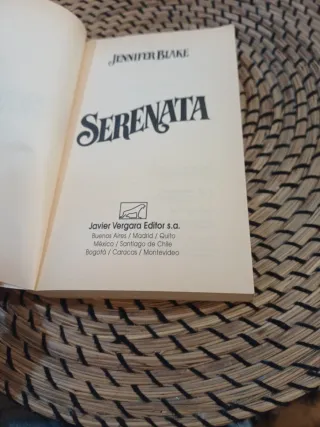 JENNIFER BLAKE
SERENATA
Javier Vergara Editor s.a.
Buenos Aires / Madrid / Quito
México / Santiago de Chile
Bogotá / Caracas / Montevideo